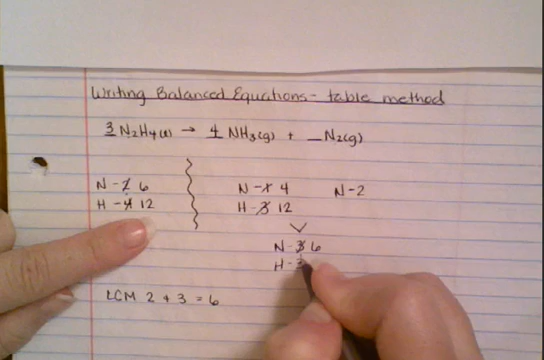 Writing Balanced Equations - table method
3 N2H4(l) → 4 NH3(g) + _ N2(g)
N - 2 6 N - 1 4 N - 2
H - 4 12 H - 3 12
N - 3 6
H - 3
LCM 2 + 3 = 6